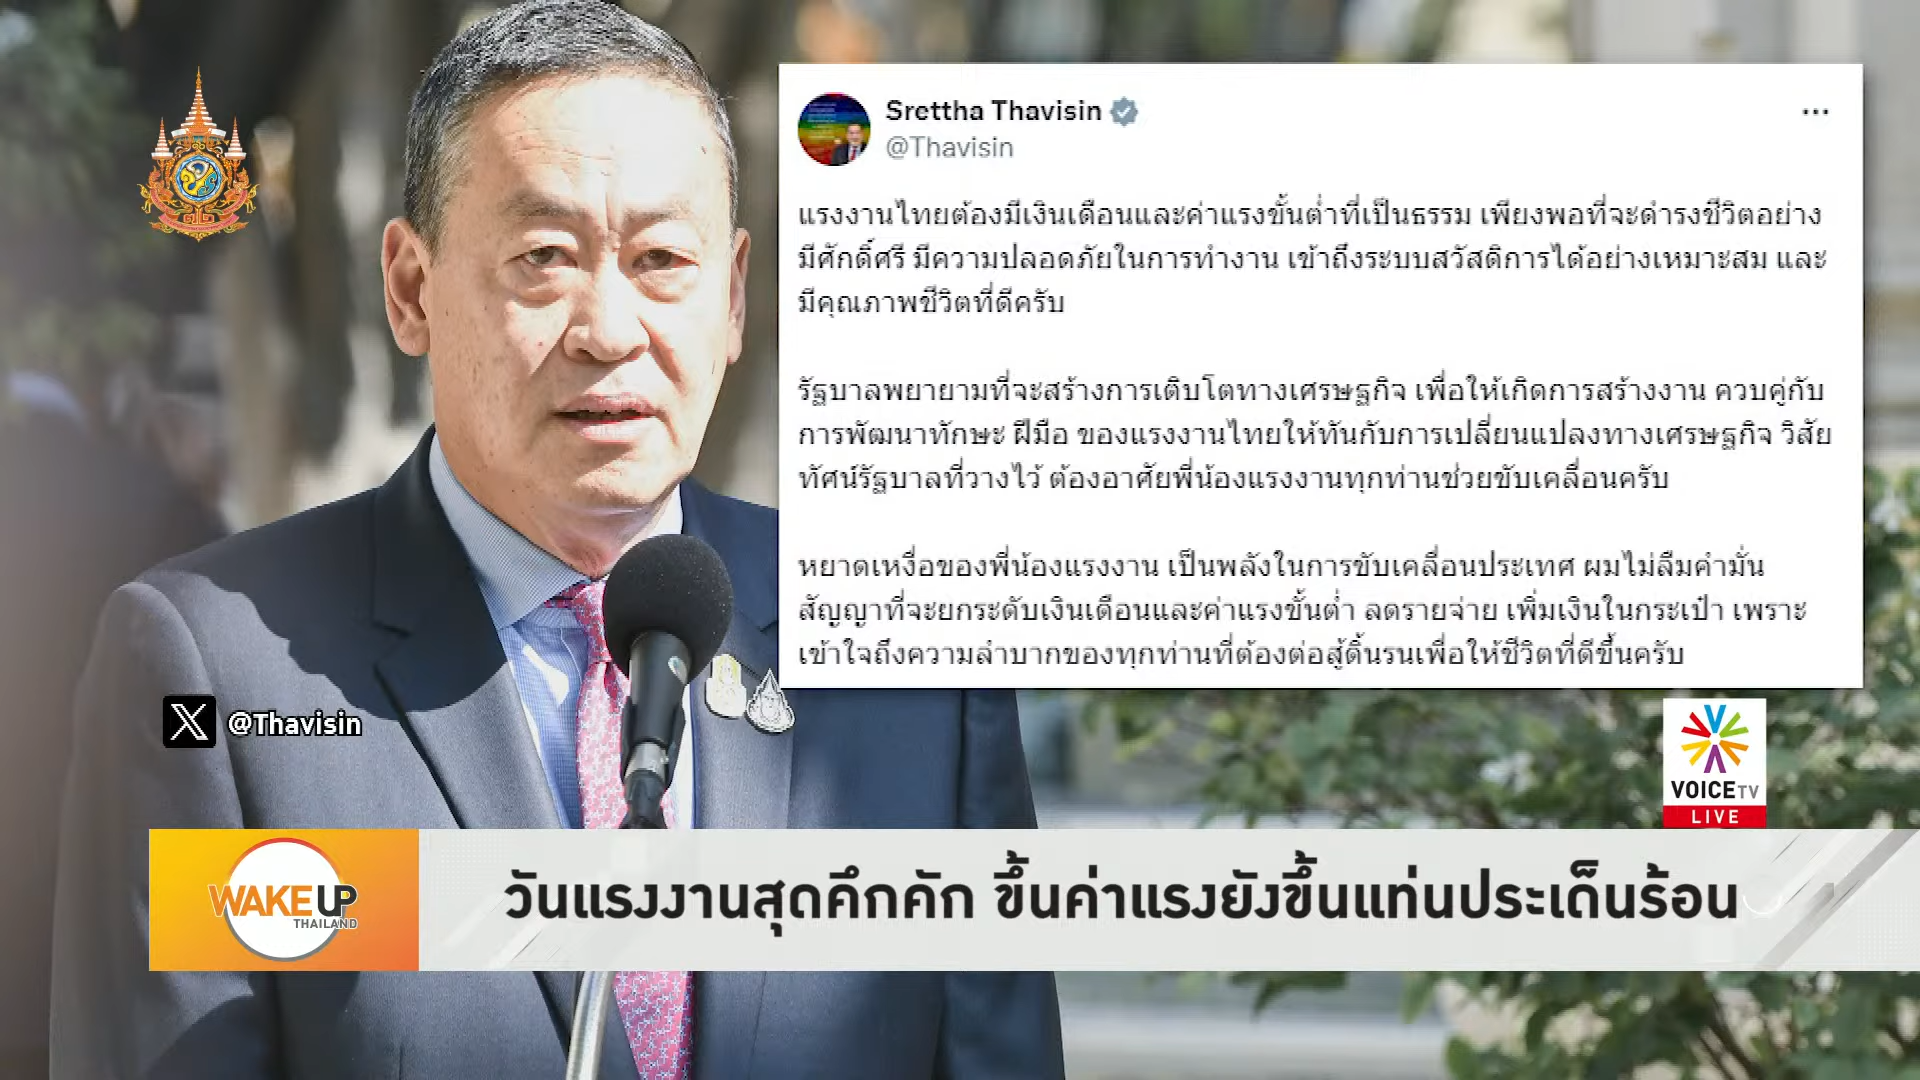 Srettha Thavisin
@Thavisin
แรงงานไทยต้องมีเงินเดือนและค่าแรงขั้นต่ำที่เป็นธรรม เพียงพอที่จะดำรงชีวิตอย่าง
มีศักดิ์ศรี มีความปลอดภัยในการทำงาน เข้าถึงระบบสวัสดิการได้อย่างเหมาะสม และ
มีคุณภาพชีวิตที่ดีครับ
รัฐบาลพยายามที่จะสร้างการเติบโตทางเศรษฐกิจ เพื่อให้เกิดการสร้างงาน ควบคู่กับ
การพัฒนาทักษะ ฝีมือ ของแรงงานไทยให้ทันกับการเปลี่ยนแปลงทางเศรษฐกิจ วิสัย
ทัศน์รัฐบาลที่วางไว้ ต้องอาศัยพี่น้องแรงงานทุกท่านช่วยขับเคลื่อนครับ
หยาดเหงื่อของพี่น้องแรงงาน เป็นพลังในการขับเคลื่อนประเทศ ผมไม่ลืมคำมั่น
สัญญาที่จะยกระดับเงินเดือนและค่าแรงขั้นต่ำ ลดรายจ่าย เพิ่มเงินในกระเป๋า เพราะ
เข้าใจถึงความลำบากของทุกท่านที่ต้องต่อสู้ดิ้นรนเพื่อให้ชีวิตที่ดีขึ้นครับ
@Thavisin
VOICE TV
LIVE
WAKE UP
THAILAND
วันแรงงานสุดคึกคัก ขึ้นค่าแรงยังขึ้นแท่นประเด็นร้อน